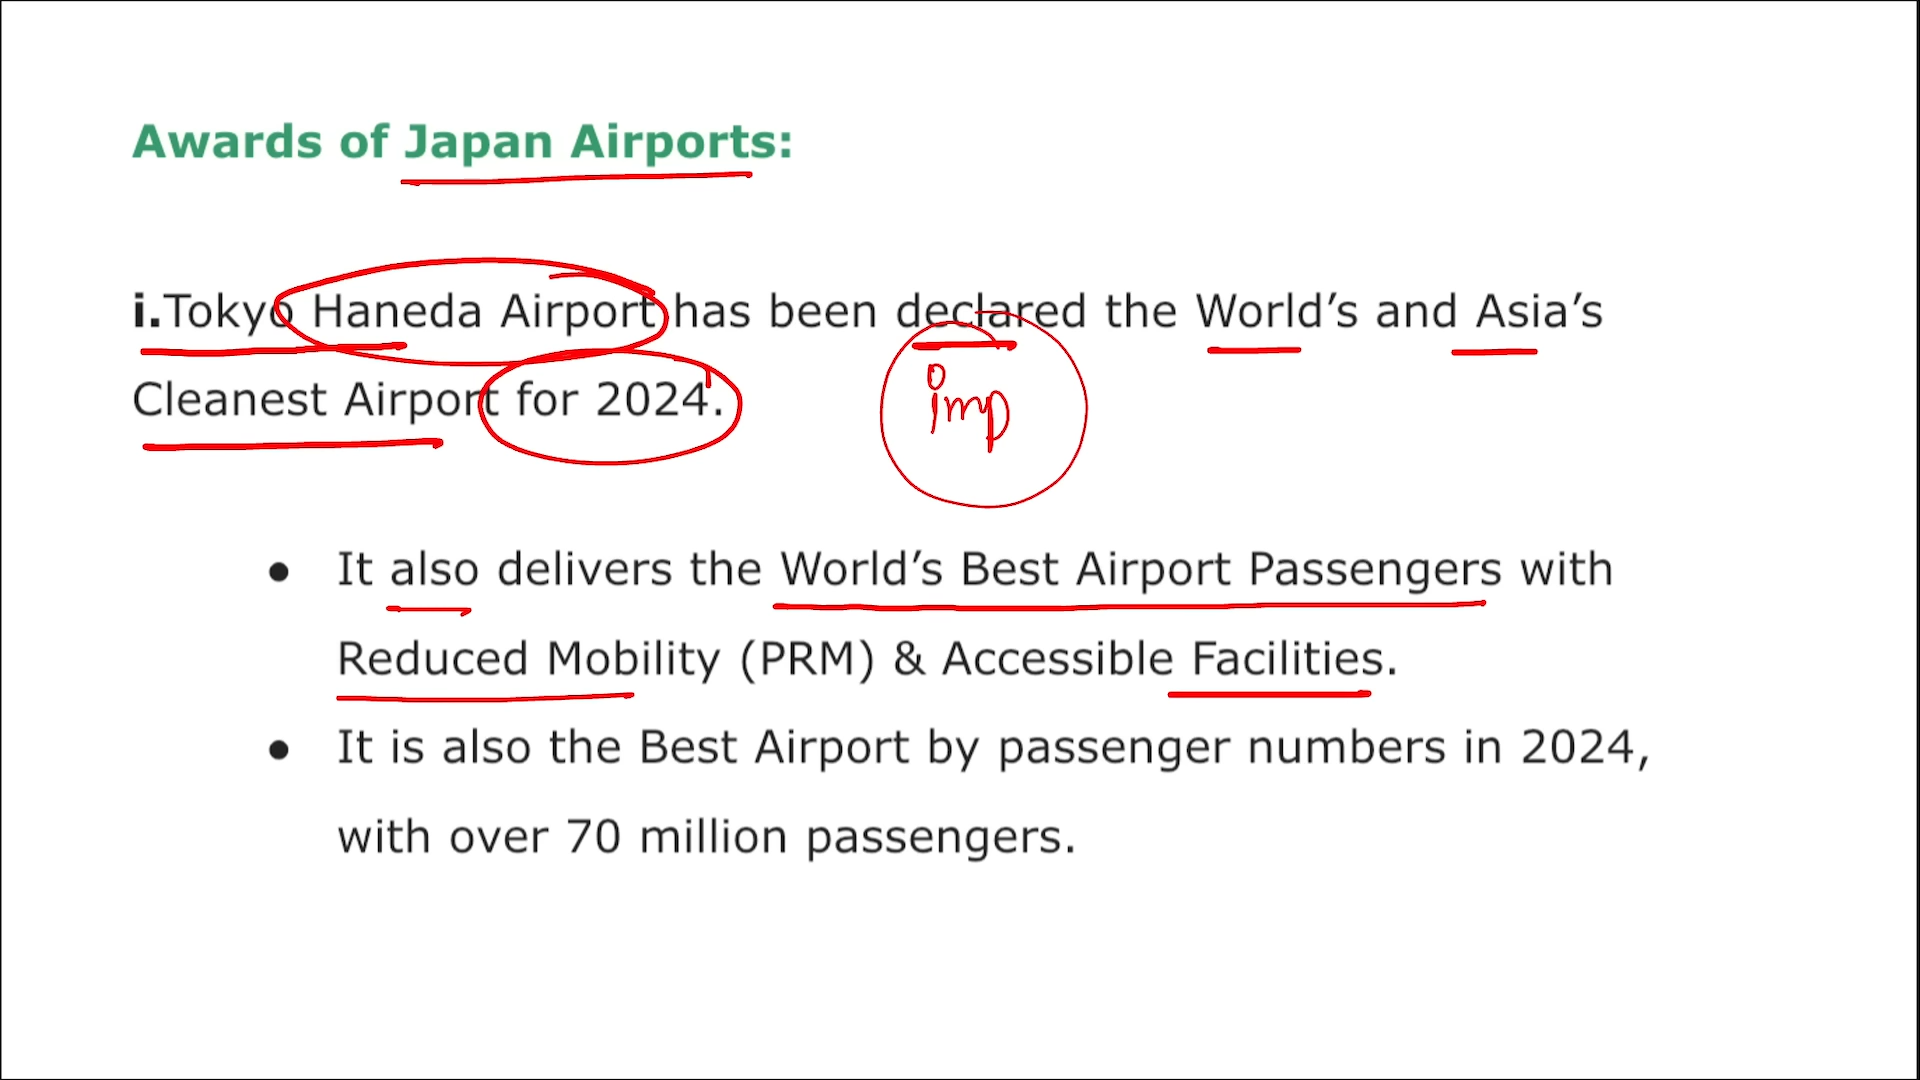 Awards of Japan Airports:
i.Tokyo Haneda Airport has been declared the World’s and Asia’s
Cleanest Airport for 2024.
imp
● It also delivers the World’s Best Airport Passengers with
Reduced Mobility (PRM) & Accessible Facilities.
● It is also the Best Airport by passenger numbers in 2024,
with over 70 million passengers.